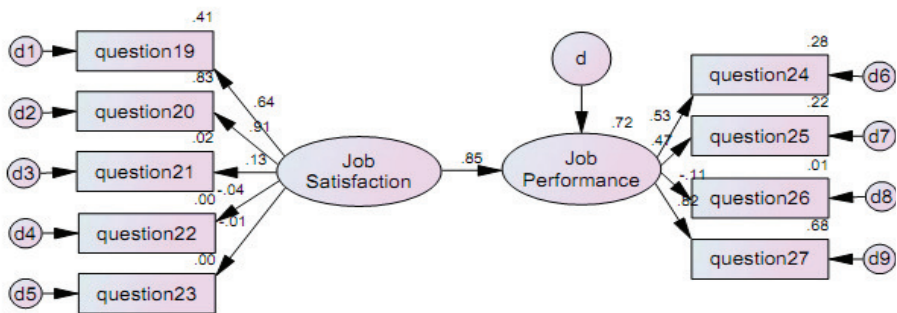 .41
d1
question19
.83
.64
d2
question20
.91
.02
d3
question21
.13
.00
-.04
d4
question22
-.01
.00
d5
question23
Job
Satisfaction
.85
d
.72
Job
Performance
.28
.53
question24
d6
.22
.47
question25
d7
.01
-.11
question26
d8
.82
.68
question27
d9